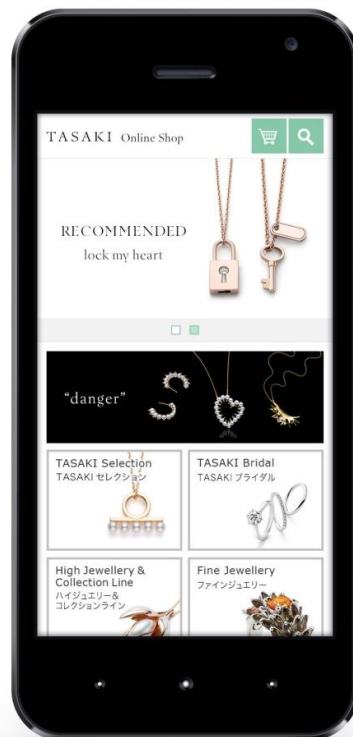 TASAKI Online Shop
RECOMMENDED
lock my heart
“danger”
TASAKI Selection
TASAKI セレクション
TASAKI Bridal
TASAKI ブライダル
High Jewellery &
Collection Line
ハイジュエリー&
コレクションライン
Fine Jewellery
ファインジュエリー